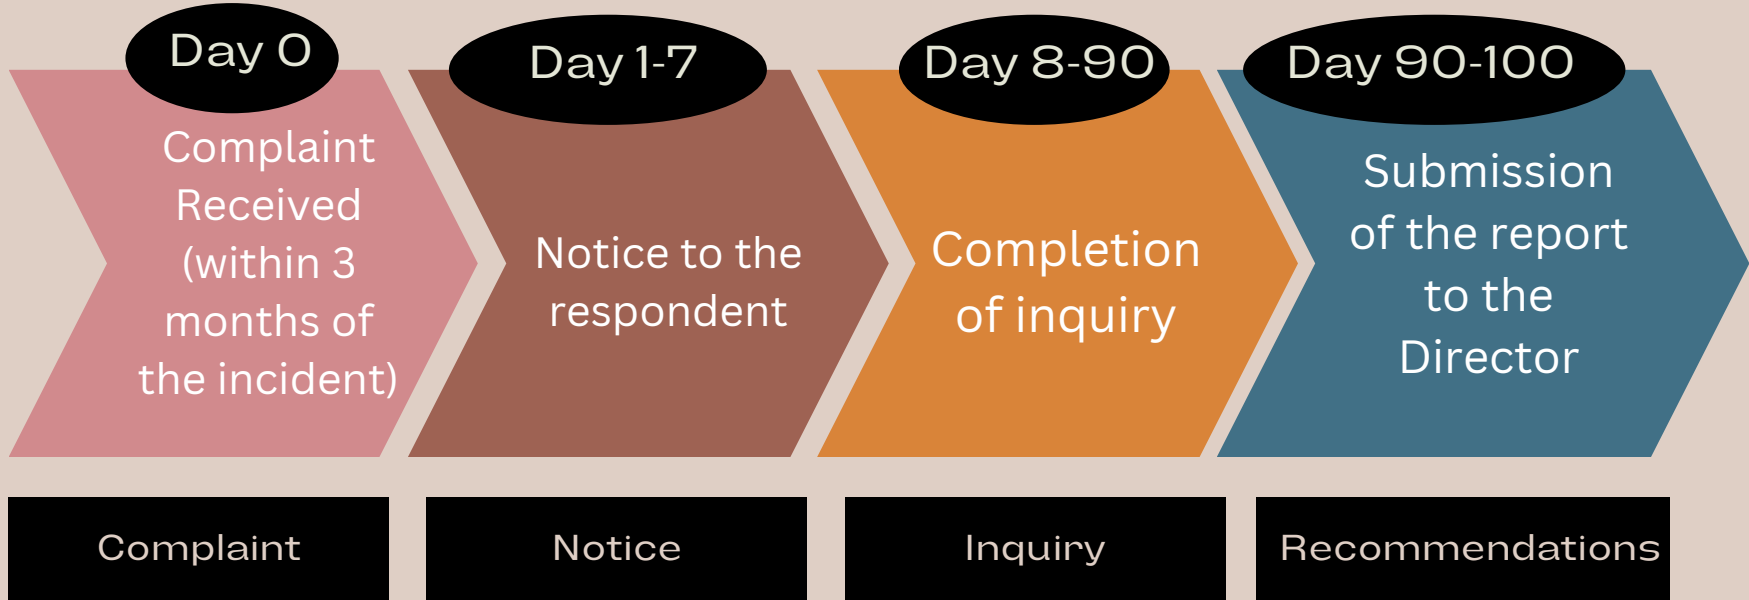 Day 0
Complaint
Received
(within 3
months of
the incident)
Day 1-7
Notice to the
respondent
Day 8-90
Completion
of inquiry
Day 90-100
Submission
of the report
to the
Director
Complaint
Notice
Inquiry
Recommendations